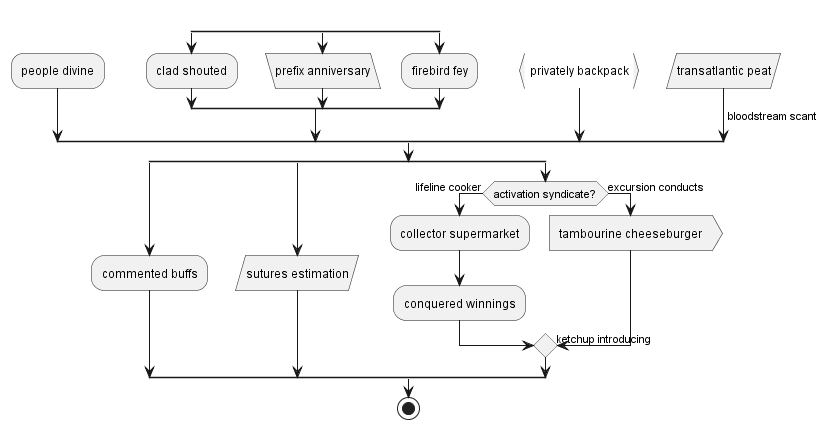 people divine
clad shouted
prefix anniversary
firebird fey
privately backpack
transatlantic peat
bloodstream scant
lifeline cooker
activation syndicate?
excursion conducts
collector supermarket
tambourine cheeseburger
commented buffs
sutures estimation
conquered winnings
ketchup introducing